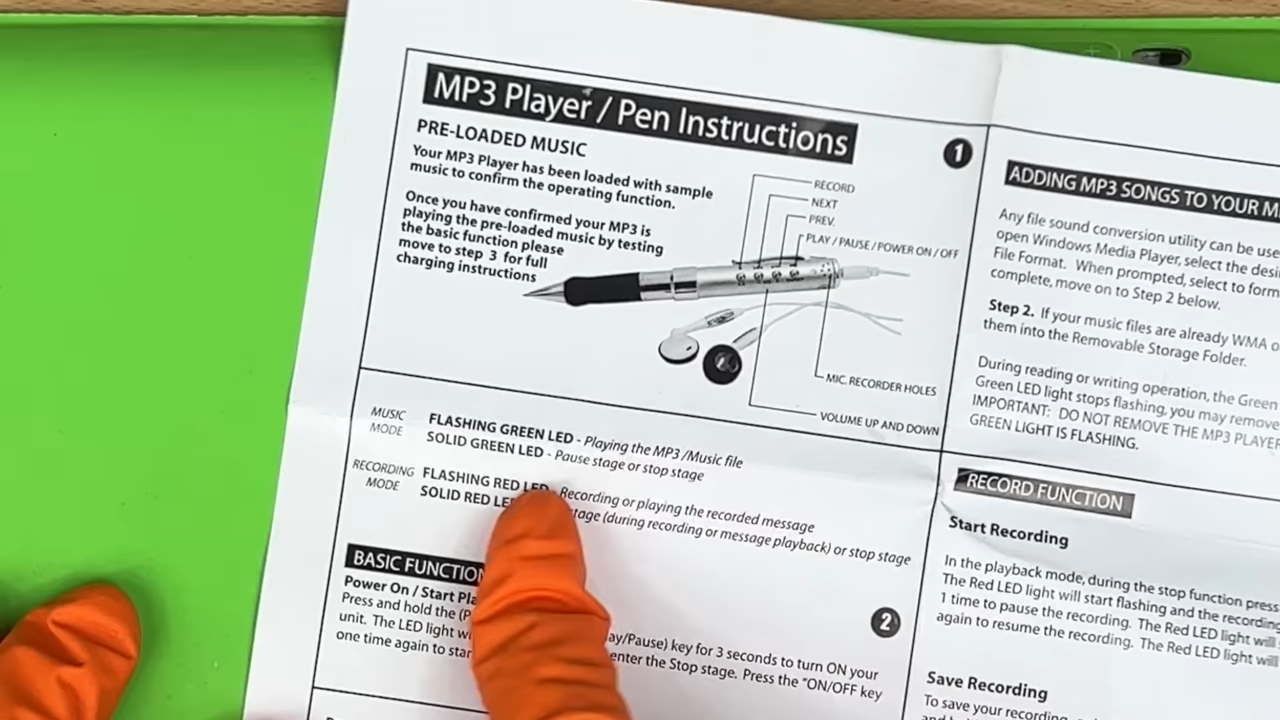 MP3 Player / Pen Instructions
PRE-LOADED MUSIC
Your MP3 Player has been loaded with sample
music to confirm the operating function.
Once you have confirmed your MP3 is
playing the pre-loaded music by testing
the basic function please
move to step 3 for full
charging instructions
1
RECORD
NEXT
PREV.
PLAY / PAUSE / POWER ON / OFF
MIC. RECORDER HOLES
VOLUME UP AND DOWN
MUSIC
MODE
FLASHING GREEN LED - Playing the MP3 /Music file
SOLID GREEN LED - Pause stage or stop stage
RECORDING
MODE
FLASHING RED LED - Recording or playing the recorded message
SOLID RED stage (during recording or message playback) or stop stage
2
BASIC
Power On / Start
Press and hold the ay/Pause) key for 3 seconds to turn ON your
unit. The LED light enter the Stop stage. Press the "ON/OFF key
one time again to
ADDING MP3 SONGS TO YOUR
Any file sound conversion utility can be
open Windows Media Player, select the
File Format. When prompted, select to
complete, move on to Step 2 below.
Step 2. If your music files are already WMA
them into the Removable Storage Folder.
During reading or writing operation, the Green
Green LED light stops flashing, you may
IMPORTANT: DO NOT REMOVE THE MP3 PLAYER
GREEN LIGHT IS FLASHING.
RECORD FUNCTION
Start Recording
In the playback mode, during the stop function press
The Red LED light will start flashing and the recording
1 time to pause the recording. The Red LED light will
again to resume the recording. The Red LED light will
Save Recording
To save your recording,